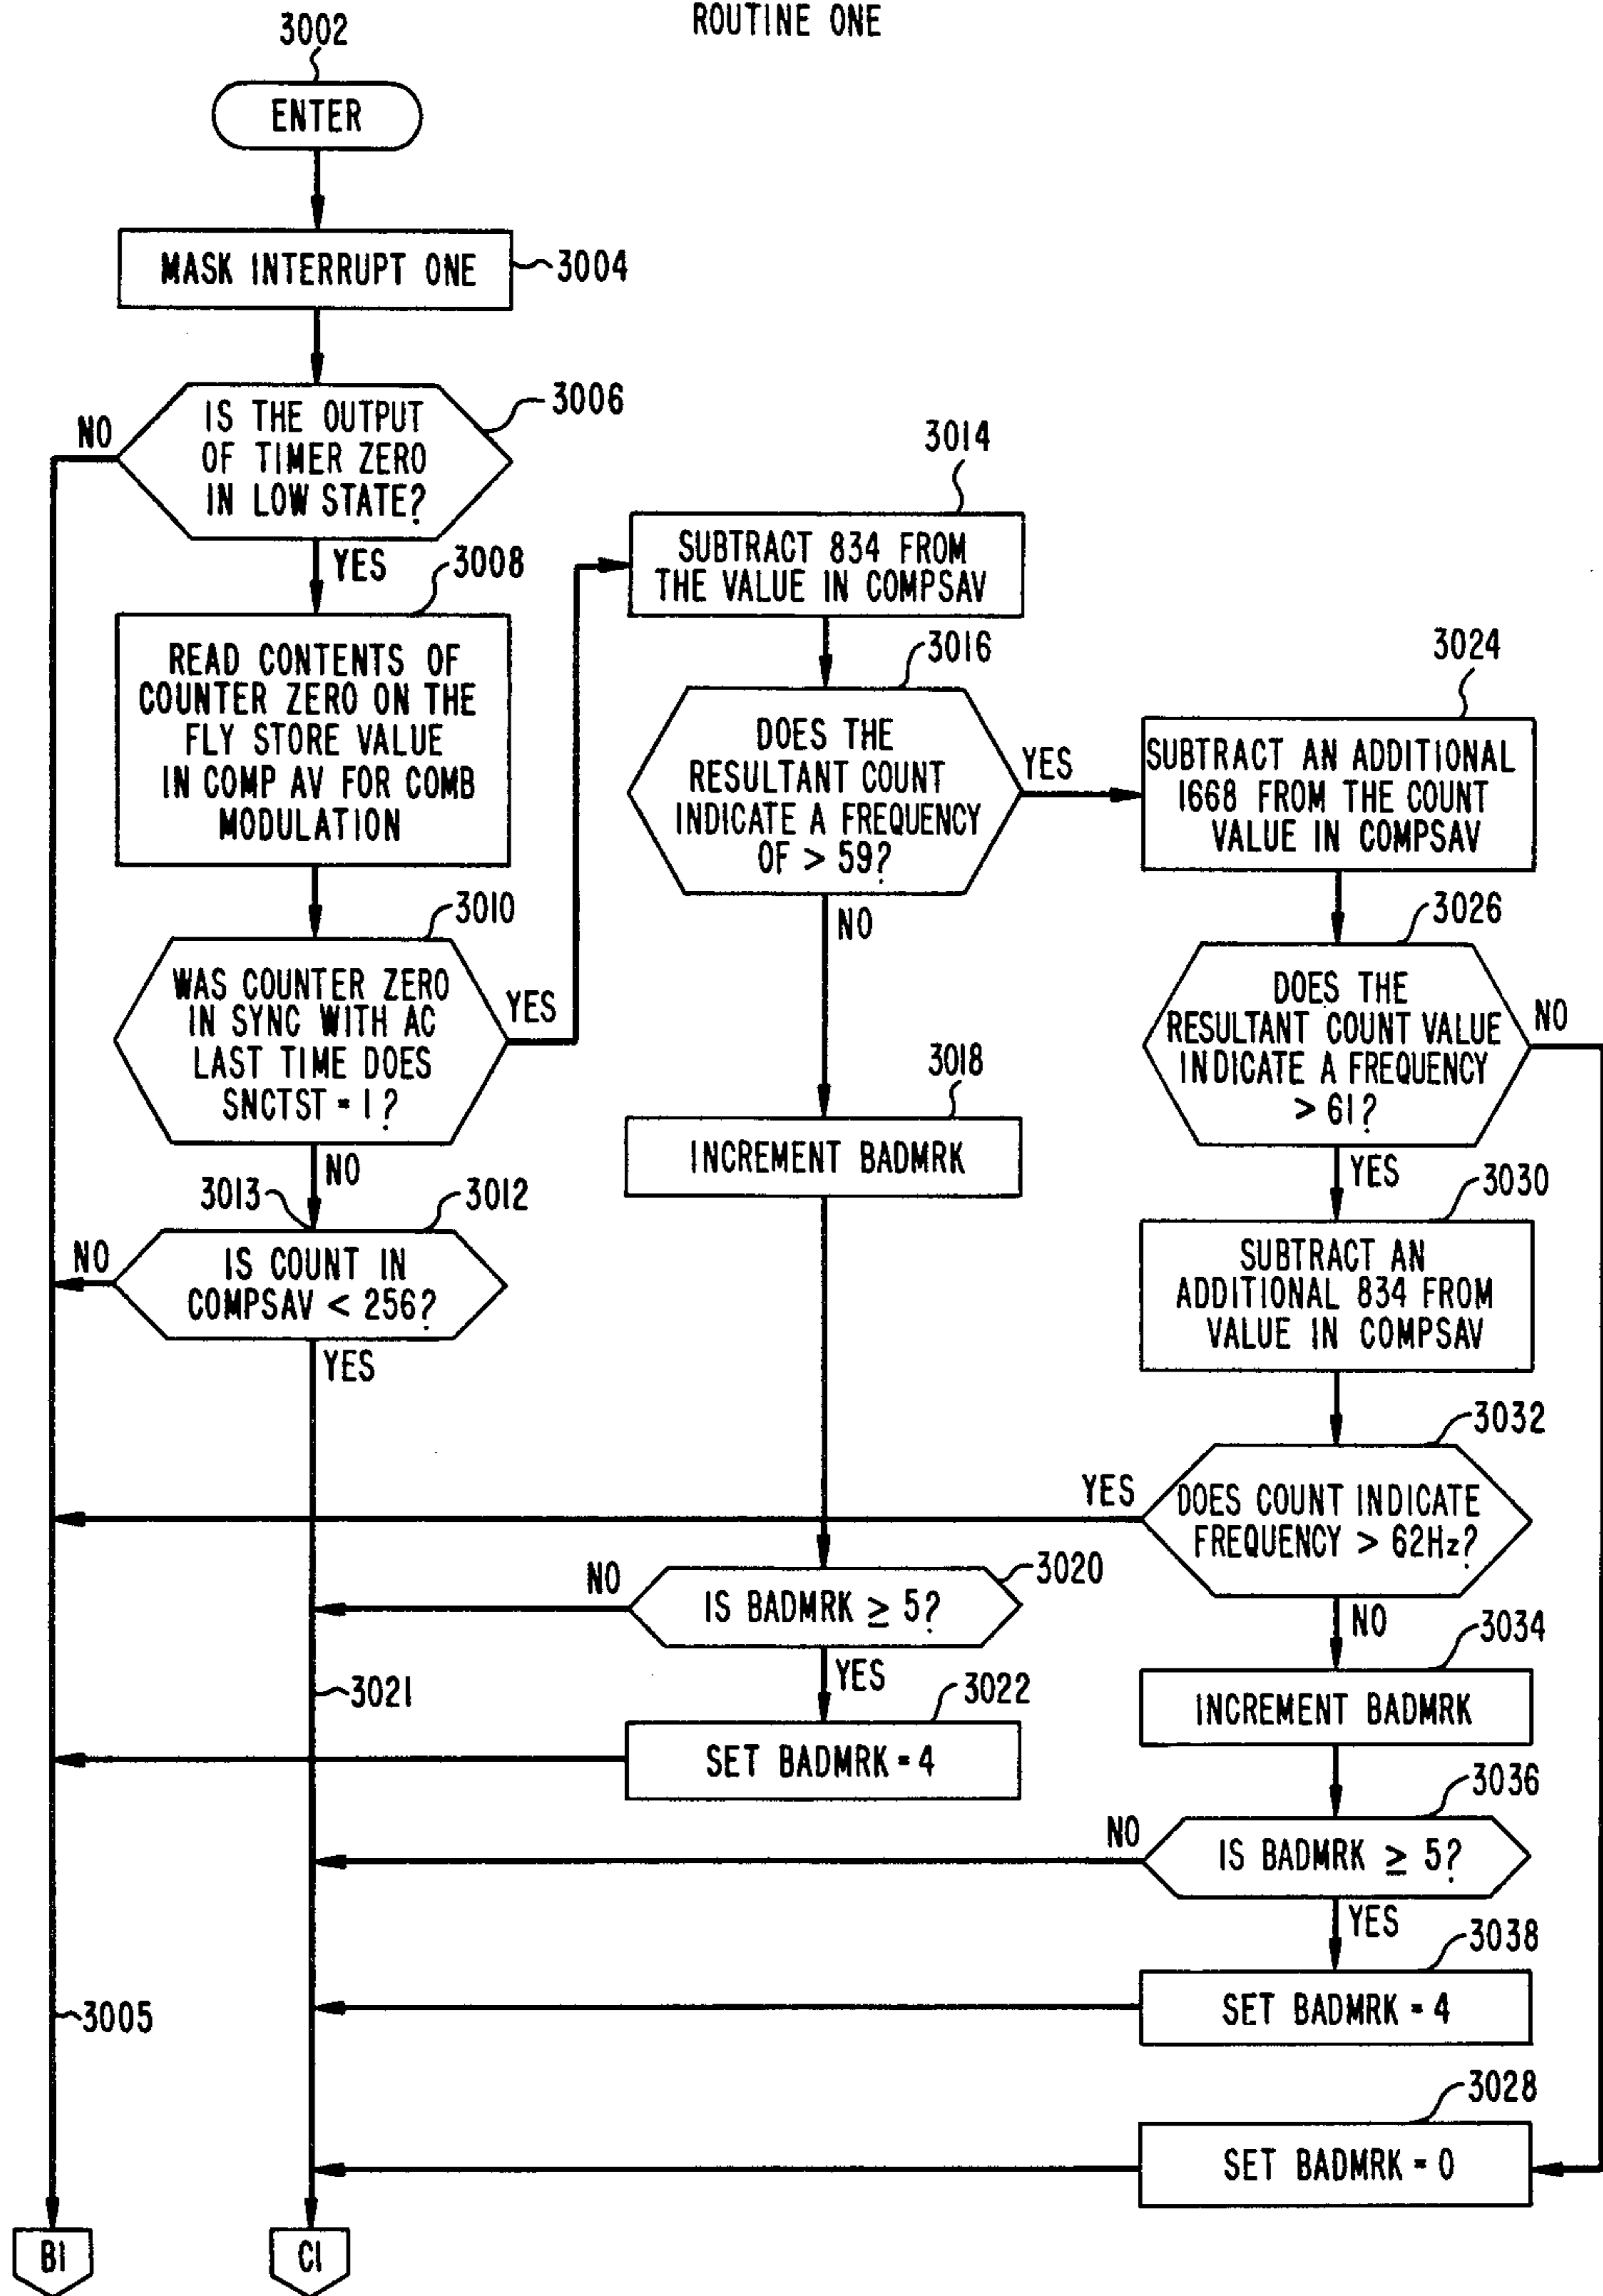 ROUTINE ONE
3002
ENTER
MASK INTERRUPT ONE
3004
IS THE OUTPUT
OF TIMER ZERO
IN LOW STATE?
3006
NO
YES
3008
READ CONTENTS OF
COUNTER ZERO ON THE
FLY STORE VALUE
IN COMP AV FOR COMB
MODULATION
3010
WAS COUNTER ZERO
IN SYNC WITH AC
LAST TIME DOES
SNCTST = 1?
YES
NO
3013
3012
NO
IS COUNT IN
COMPSAV < 256?
YES
3014
SUBTRACT 834 FROM
THE VALUE IN COMPSAV
3016
DOES THE
RESULTANT COUNT
INDICATE A FREQUENCY
OF > 59?
YES
NO
3018
INCREMENT BADMRK
3020
NO
IS BADMRK ≥ 5?
YES
3021
3022
SET BADMRK = 4
3024
SUBTRACT AN ADDITIONAL
1668 FROM THE COUNT
VALUE IN COMPSAV
3026
DOES THE
RESULTANT COUNT VALUE
INDICATE A FREQUENCY
> 61?
NO
YES
3030
SUBTRACT AN
ADDITIONAL 834 FROM
VALUE IN COMPSAV
3032
YES
DOES COUNT INDICATE
FREQUENCY > 62Hz?
NO
3034
INCREMENT BADMRK
3036
NO
IS BADMRK ≥ 5?
YES
3038
SET BADMRK = 4
3005
3028
SET BADMRK = 0
B1
C1